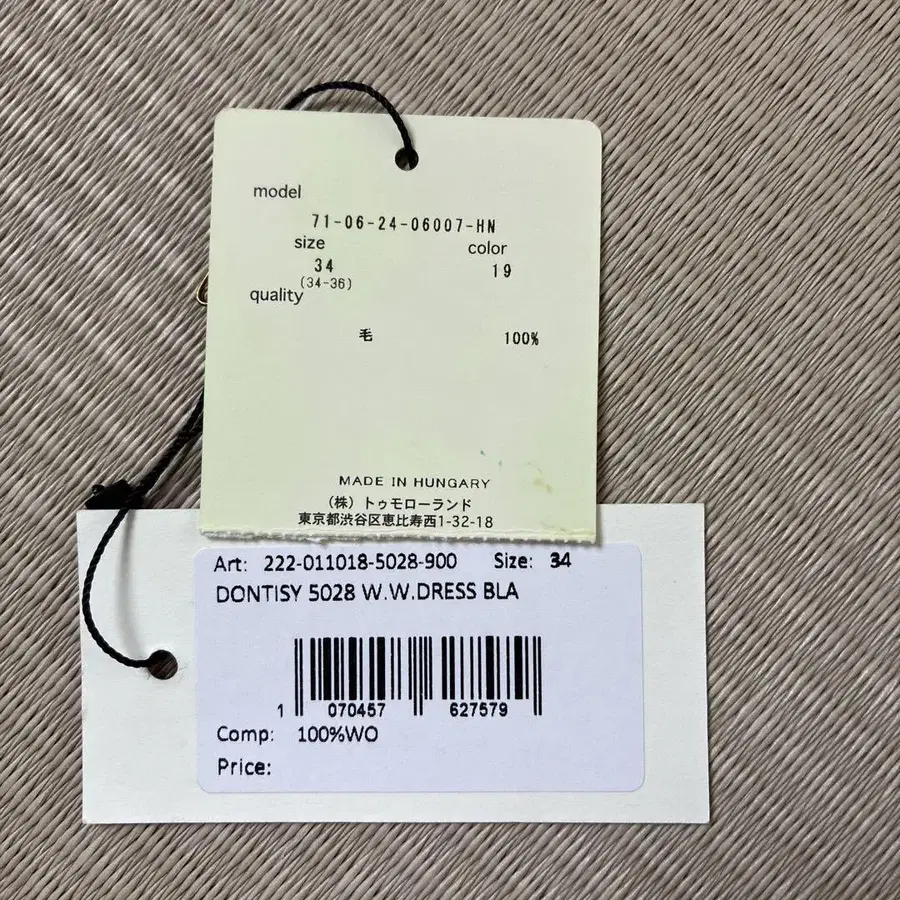 model
71-06-24-06007-HN
size color
34 19
(34-36)
quality
毛 100%
MADE IN HUNGARY
(株) トゥモローランド
東京都渋谷区恵比寿西1-32-18
Art: 222-011018-5028-900 Size: 34
DONTISY 5028 W.W.DRESS BLA
1 070457 627579
Comp: 100%WO
Price: